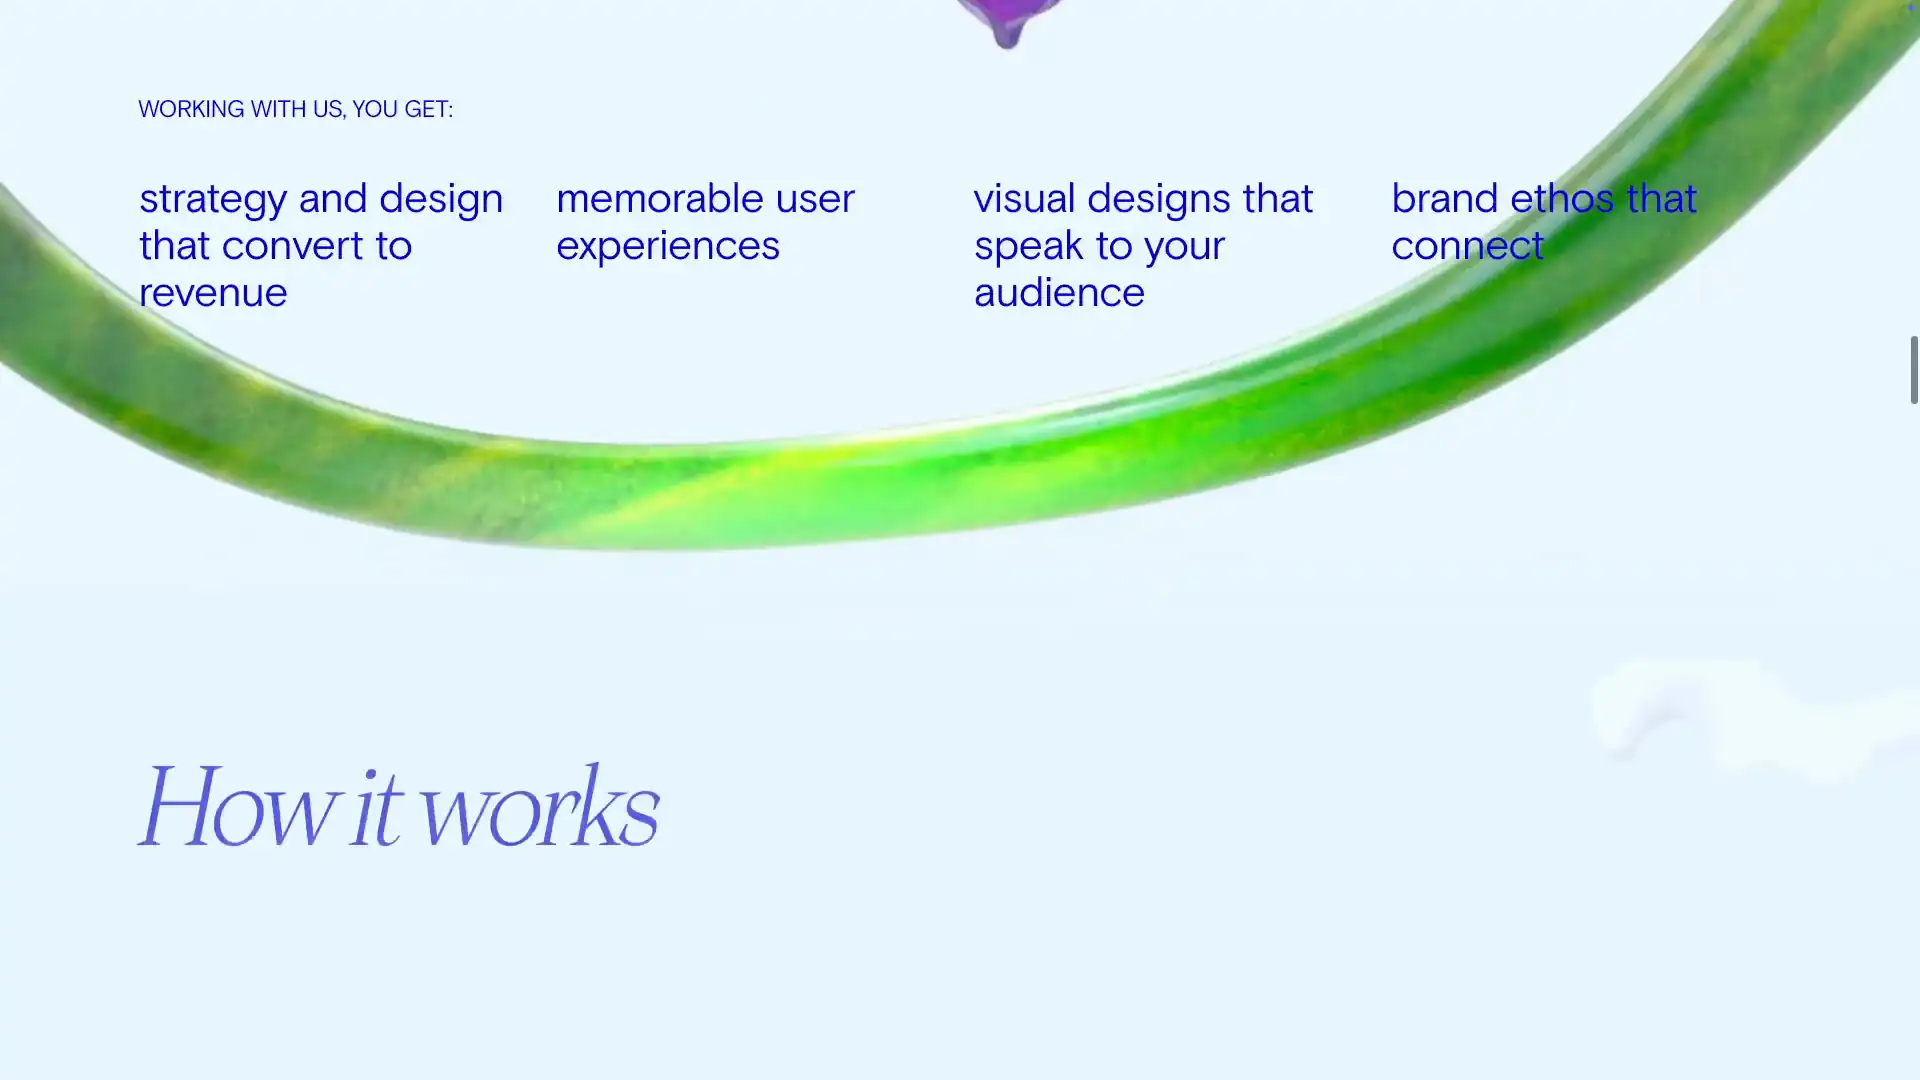 WORKING WITH US, YOU GET:
strategy and design
that convert to
revenue
memorable user
experiences
visual designs that
speak to your
audience
brand ethos that
connect
How it works